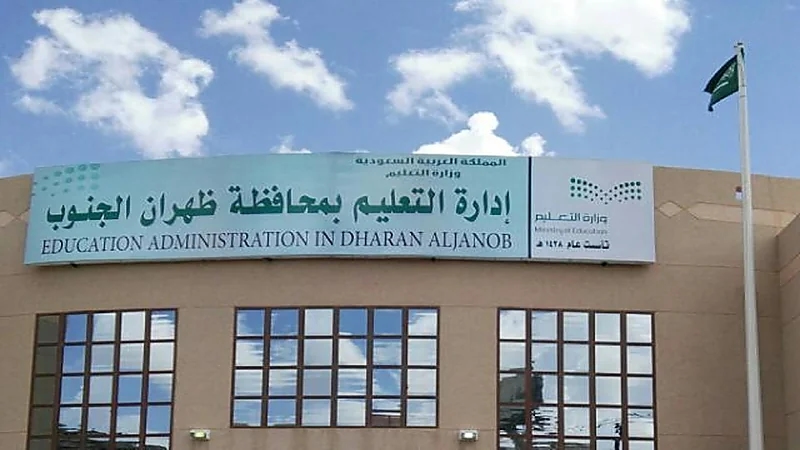 المملكة العربية السعودية
وزارة التعليم
إدارة التعليم بمحافظة ظهران الجنوب
EDUCATION ADMINISTRATION IN DHARAN ALJANOB
وزارة التعليم
Ministry of Education
تأست عام ١٤٢٨ هـ